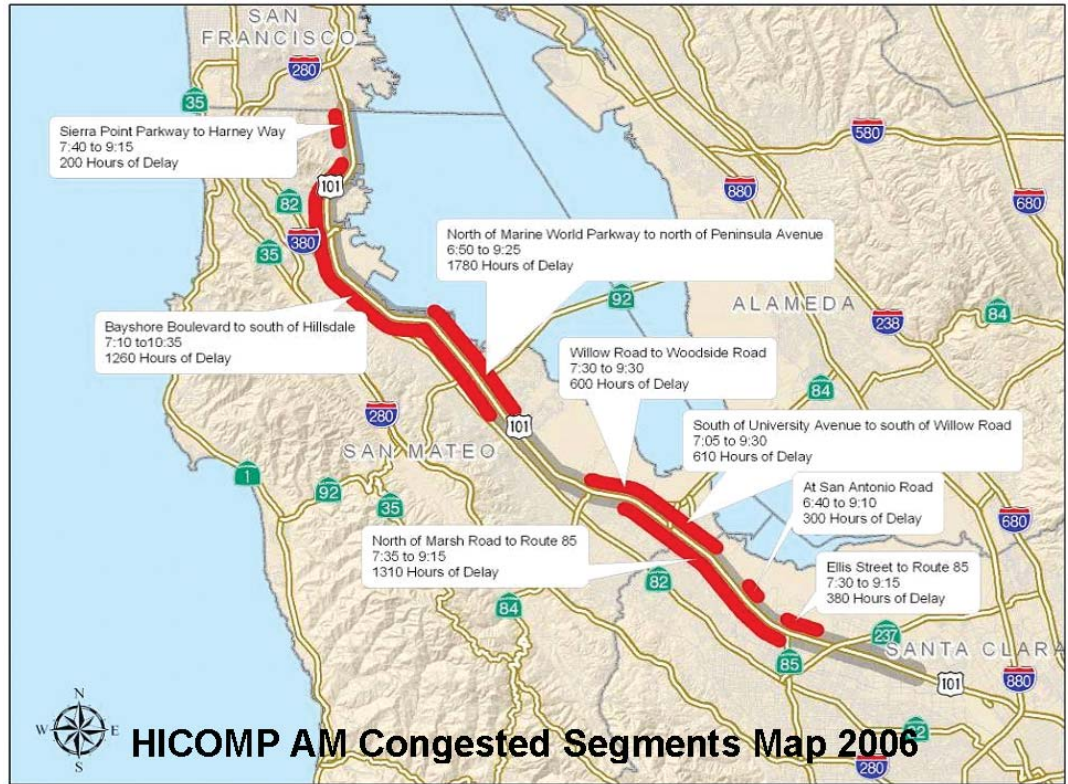 SAN
FRANCISCO
280
35
Sierra Point Parkway to Harney Way
7:40 to 9:15
200 Hours of Delay
580
101
880
680
82
380
35
North of Marine World Parkway to north of Peninsula Avenue
6:50 to 9:25
1780 Hours of Delay
92
ALAMEDA
84
238
Bayshore Boulevard to south of Hillsdale
7:10 to10:35
1260 Hours of Delay
Willow Road to Woodside Road
7:30 to 9:30
600 Hours of Delay
84
280
101
SAN MATEO
South of University Avenue to south of Willow Road
7:05 to 9:30
610 Hours of Delay
1
92
35
At San Antonio Road
6:40 to 9:10
300 Hours of Delay
680
North of Marsh Road to Route 85
7:35 to 9:15
1310 Hours of Delay
82
Ellis Street to Route 85
7:30 to 9:15
380 Hours of Delay
84
237
SANTA CLARA
85
101
880
N
W E
S
HICOMP AM Congested Segments Map 2006
82
280